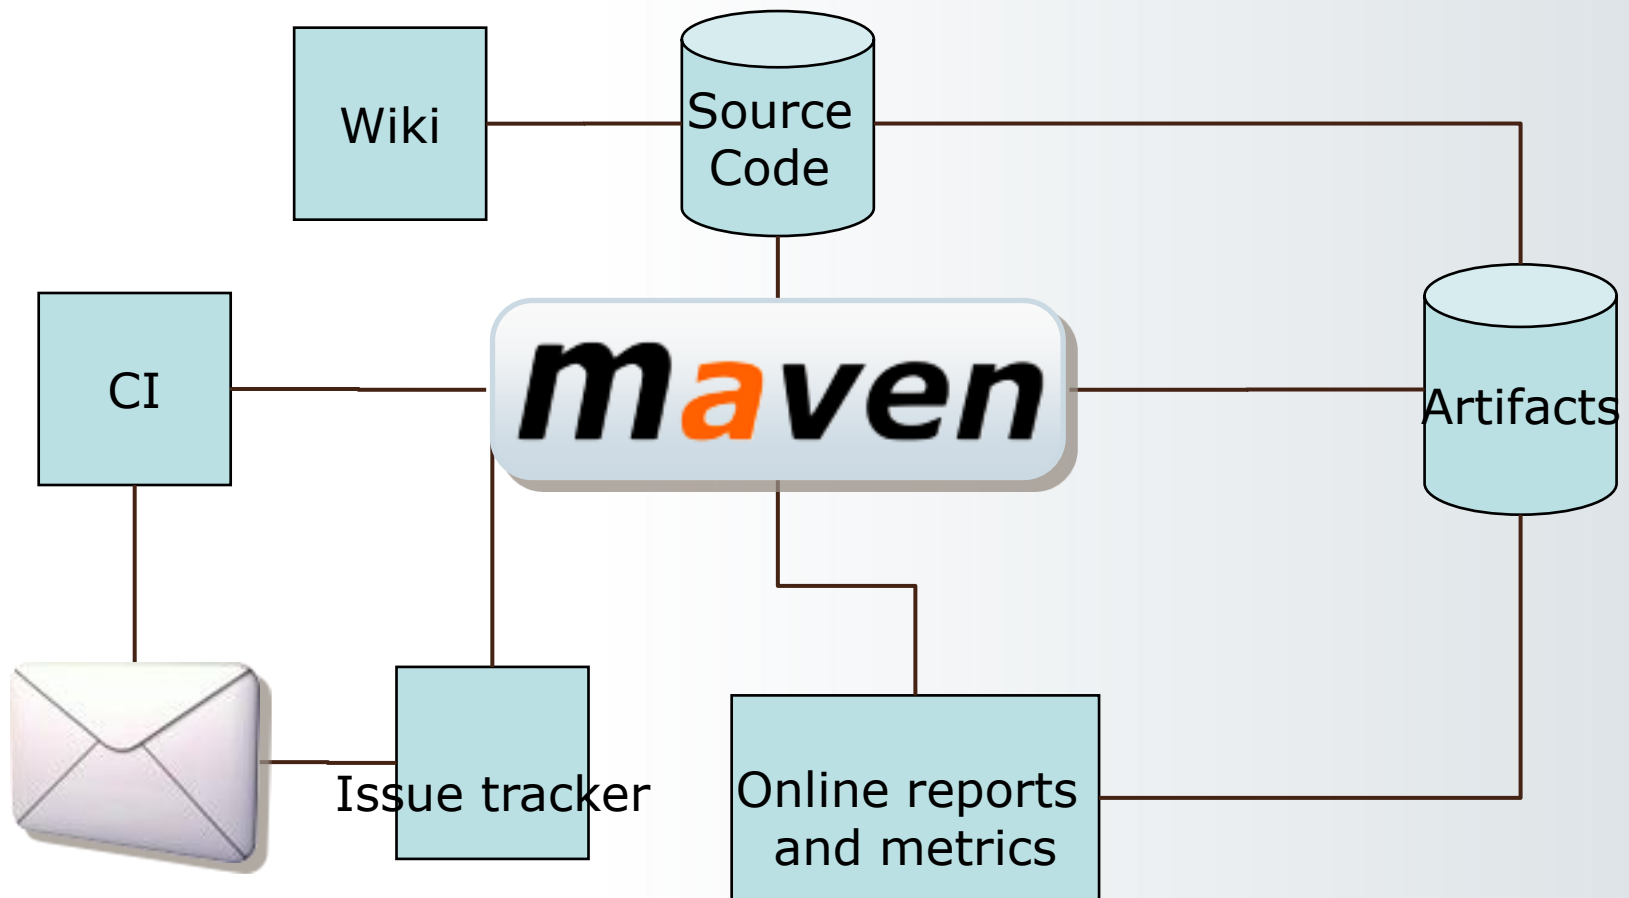 Wiki
Source
Code
CI
maven
Artifacts
Issue tracker
Online reports
and metrics